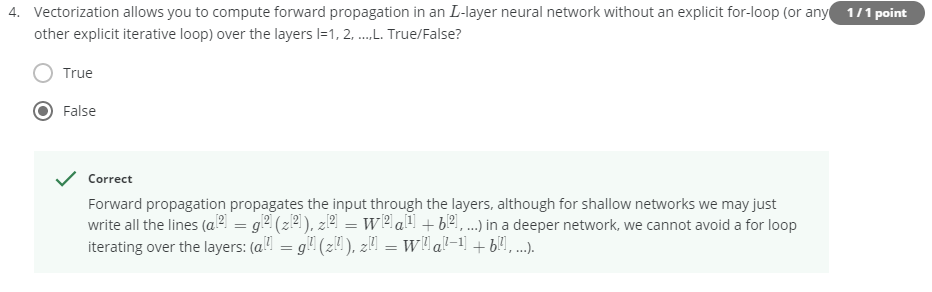 4. Vectorization allows you to compute forward propagation in an L-layer neural network without an explicit for-loop (or any 1 / 1 point
other explicit iterative loop) over the layers l=1, 2, ...,L. True/False?
True
False
Correct
Forward propagation propagates the input through the layers, although for shallow networks we may just
write all the lines (a^{[2]} = g^{[2]}(z^{[2]}), z^{[2]} = W^{[2]}a^{[1]} + b^{[2]}, ...) in a deeper network, we cannot avoid a for loop
iterating over the layers: (a^{[l]} = g^{[l]}(z^{[l]}), z^{[l]} = W^{[l]}a^{[l-1]} + b^{[l]}, ...).